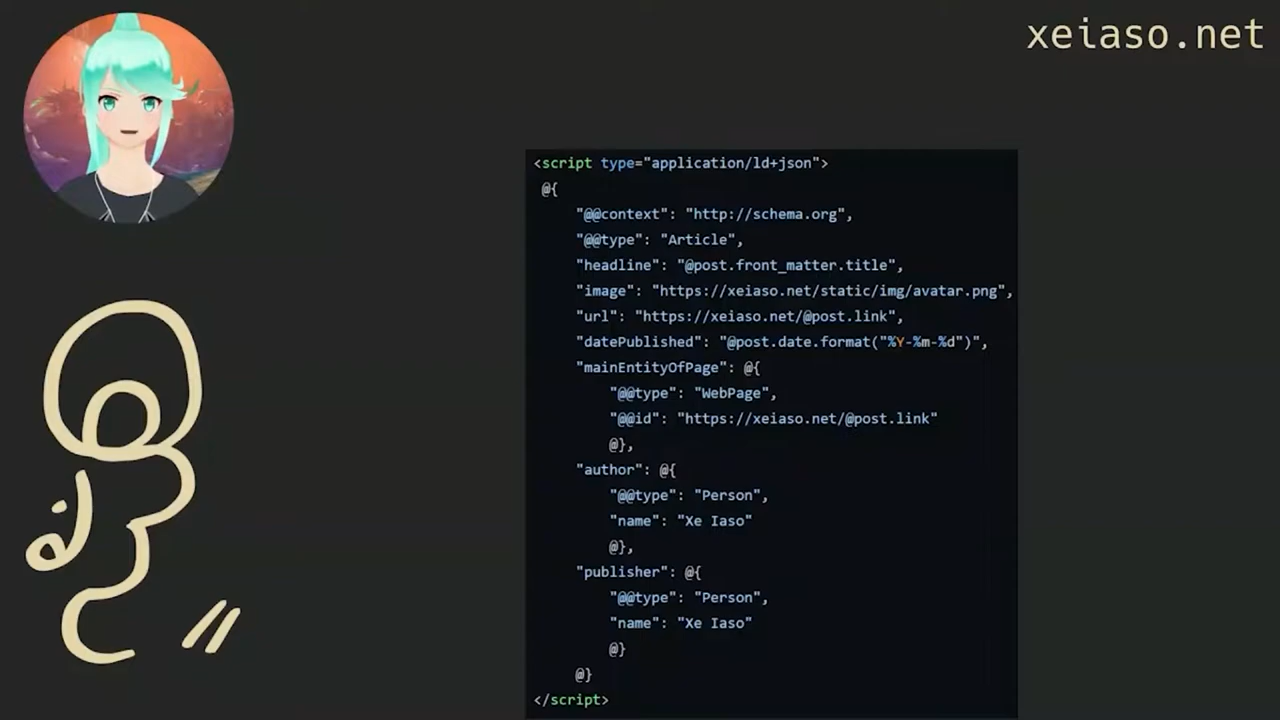 xeiaso.net
<script type="application/ld+json">
@{
"@@context": "http://schema.org",
"@@type": "Article",
"headline": "@post.front_matter.title",
"image": "https://xeiaso.net/static/img/avatar.png",
"url": "https://xeiaso.net/@post.link",
"datePublished": "@post.date.format("%Y-%m-%d")",
"mainEntityOfPage": @{
"@@type": "WebPage",
"@@id": "https://xeiaso.net/@post.link"
@},
"author": @{
"@@type": "Person",
"name": "Xe Iaso"
@},
"publisher": @{
"@@type": "Person",
"name": "Xe Iaso"
@}
@}
</script>